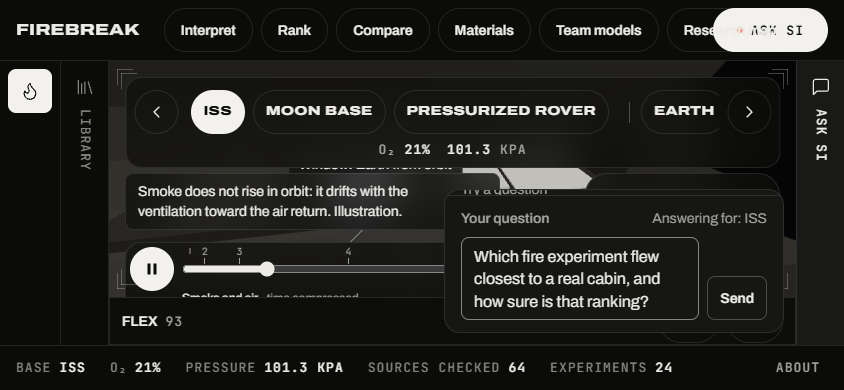 FIREBREAK
Interpret
Rank
Compare
Materials
Team models
ASK SI
LIBRARY
ISS
MOON BASE
PRESSURIZED ROVER
EARTH
O₂ 21% 101.3 KPA
Smoke does not rise in orbit: it drifts with the
ventilation toward the air return. Illustration.
Try a question
Your question
Answering for: ISS
Which fire experiment flew
closest to a real cabin, and
how sure is that ranking?
Send
2 3 4
FLEX 93
ASK SI
BASE ISS O₂ 21% PRESSURE 101.3 KPA SOURCES CHECKED 64 EXPERIMENTS 24 ABOUT